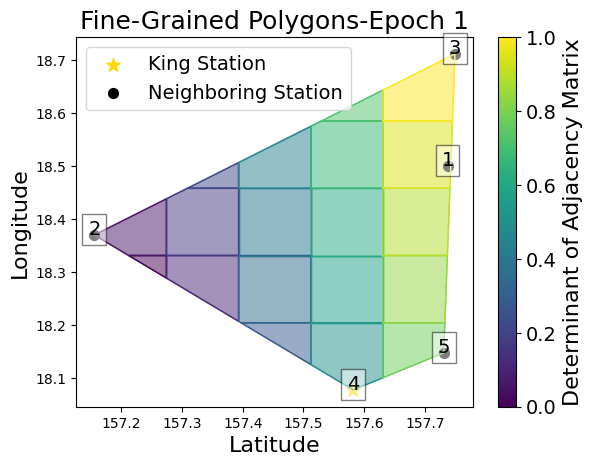 Fine-Grained Polygons-Epoch 1
King Station
Neighboring Station
3
1
2
5
4
18.7
18.6
18.5
18.4
18.3
18.2
18.1
Longitude
157.2 157.3 157.4 157.5 157.6 157.7
Latitude
1.0
0.8
0.6
0.4
0.2
0.0
Determinant of Adjacency Matrix